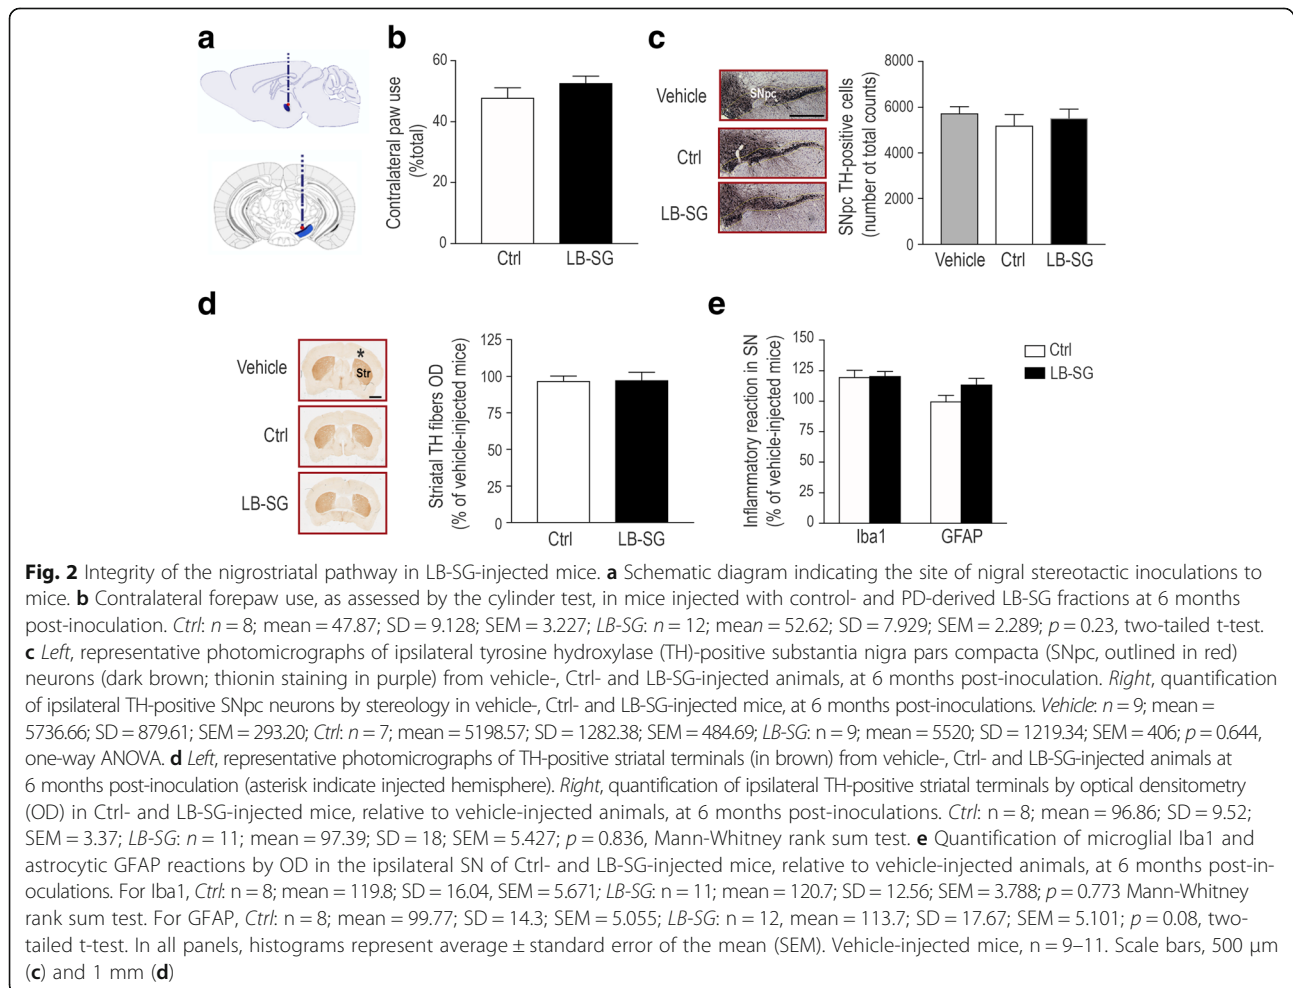 a
b
60
40
20
0
Contralateral paw use
(%total)
Ctrl
LB-SG
c
Vehicle
SNpc
Ctrl
LB-SG
8000
6000
4000
2000
0
SNpc TH-positive cells
(number ot total counts)
Vehicle
Ctrl
LB-SG
d
Vehicle
*
Str
Ctrl
LB-SG
125
100
75
50
25
0
Striatal TH fibers OD
(% of vehicle-injected mice)
Ctrl
LB-SG
e
150
125
100
75
50
25
0
Inflammatory reaction in SN
(% of vehicle-injected mice)
Iba1
GFAP
Ctrl
LB-SG
Fig. 2 Integrity of the nigrostriatal pathway in LB-SG-injected mice. a Schematic diagram indicating the site of nigral stereotactic inoculations to
mice. b Contralateral forepaw use, as assessed by the cylinder test, in mice injected with control- and PD-derived LB-SG fractions at 6 months
post-inoculation. Ctrl: n = 8; mean = 47.87; SD = 9.128; SEM = 3.227; LB-SG: n = 12; mean = 52.62; SD = 7.929; SEM = 2.289; p = 0.23, two-tailed t-test.
c Left, representative photomicrographs of ipsilateral tyrosine hydroxylase (TH)-positive substantia nigra pars compacta (SNpc, outlined in red)
neurons (dark brown; thionin staining in purple) from vehicle-, Ctrl- and LB-SG-injected animals, at 6 months post-inoculation. Right, quantification
of ipsilateral TH-positive SNpc neurons by stereology in vehicle-, Ctrl- and LB-SG-injected mice, at 6 months post-inoculations. Vehicle: n = 9; mean =
5736.66; SD = 879.61; SEM = 293.20; Ctrl: n = 7; mean = 5198.57; SD = 1282.38; SEM = 484.69; LB-SG: n = 9; mean = 5520; SD = 1219.34; SEM = 406; p = 0.644,
one-way ANOVA. d Left, representative photomicrographs of TH-positive striatal terminals (in brown) from vehicle-, Ctrl- and LB-SG-injected animals at
6 months post-inoculation (asterisk indicate injected hemisphere). Right, quantification of ipsilateral TH-positive striatal terminals by optical densitometry
(OD) in Ctrl- and LB-SG-injected mice, relative to vehicle-injected animals, at 6 months post-inoculations. Ctrl: n = 8; mean = 96.86; SD = 9.52;
SEM = 3.37; LB-SG: n = 11; mean = 97.39; SD = 18; SEM = 5.427; p = 0.836, Mann-Whitney rank sum test. e Quantification of microglial Iba1 and
astrocytic GFAP reactions by OD in the ipsilateral SN of Ctrl- and LB-SG-injected mice, relative to vehicle-injected animals, at 6 months post-in-
oculations. For Iba1, Ctrl: n = 8; mean = 119.8; SD = 16.04, SEM = 5.671; LB-SG: n = 11; mean = 120.7; SD = 12.56; SEM = 3.788; p = 0.773 Mann-Whitney
rank sum test. For GFAP, Ctrl: n = 8; mean = 99.77; SD = 14.3; SEM = 5.055; LB-SG: n = 12, mean = 113.7; SD = 17.67; SEM = 5.101; p = 0.08, two-
tailed t-test. In all panels, histograms represent average ± standard error of the mean (SEM). Vehicle-injected mice, n = 9–11. Scale bars, 500 μm
(c) and 1 mm (d)